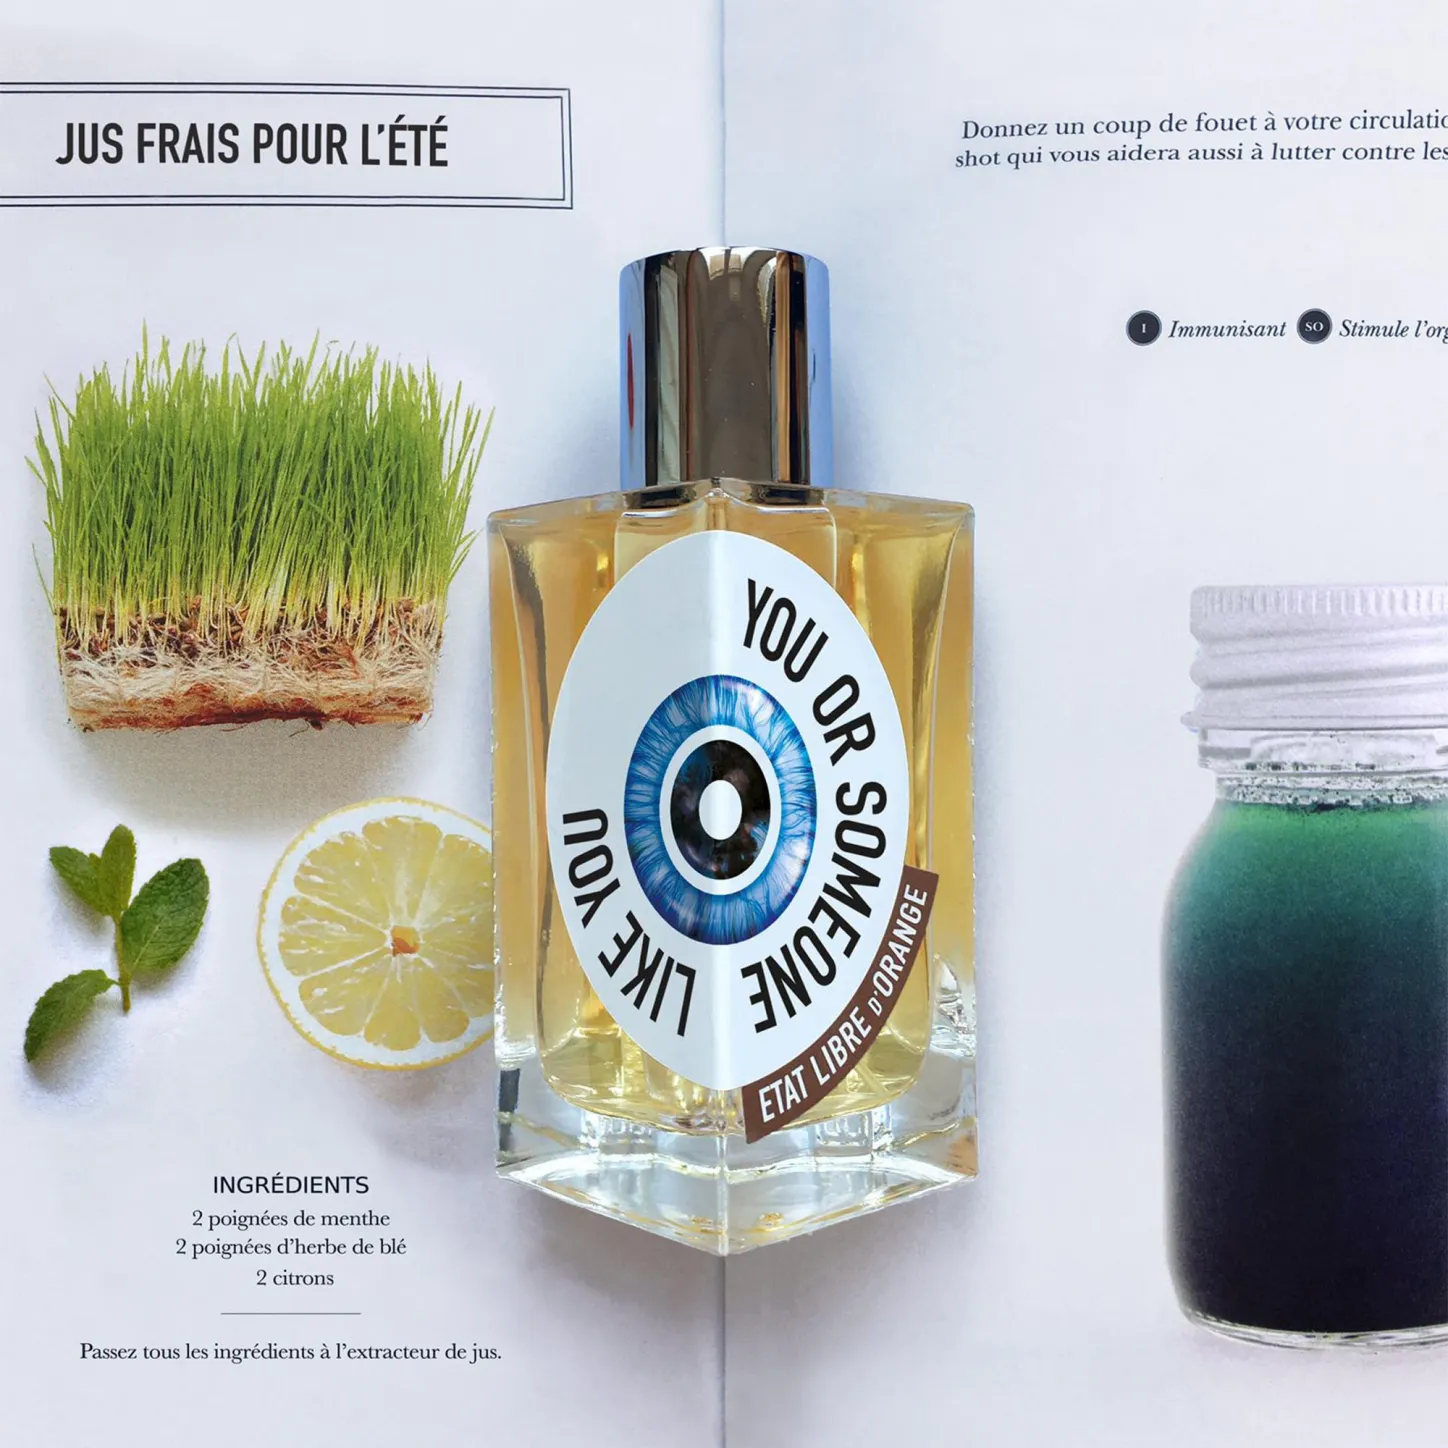 JUS FRAIS POUR L'ÉTÉ
Donnez un coup de fouet à votre
shot qui vous aidera aussi à lutter contre les
I Immunisant SO Stimule
YOU OR SOMEONE LIKE YOU
ETAT LIBRE D'ORANGE
INGRÉDIENTS
2 poignées de menthe
2 poignées d'herbe de blé
2 citrons
Passez tous les ingrédients à l'extracteur de jus.